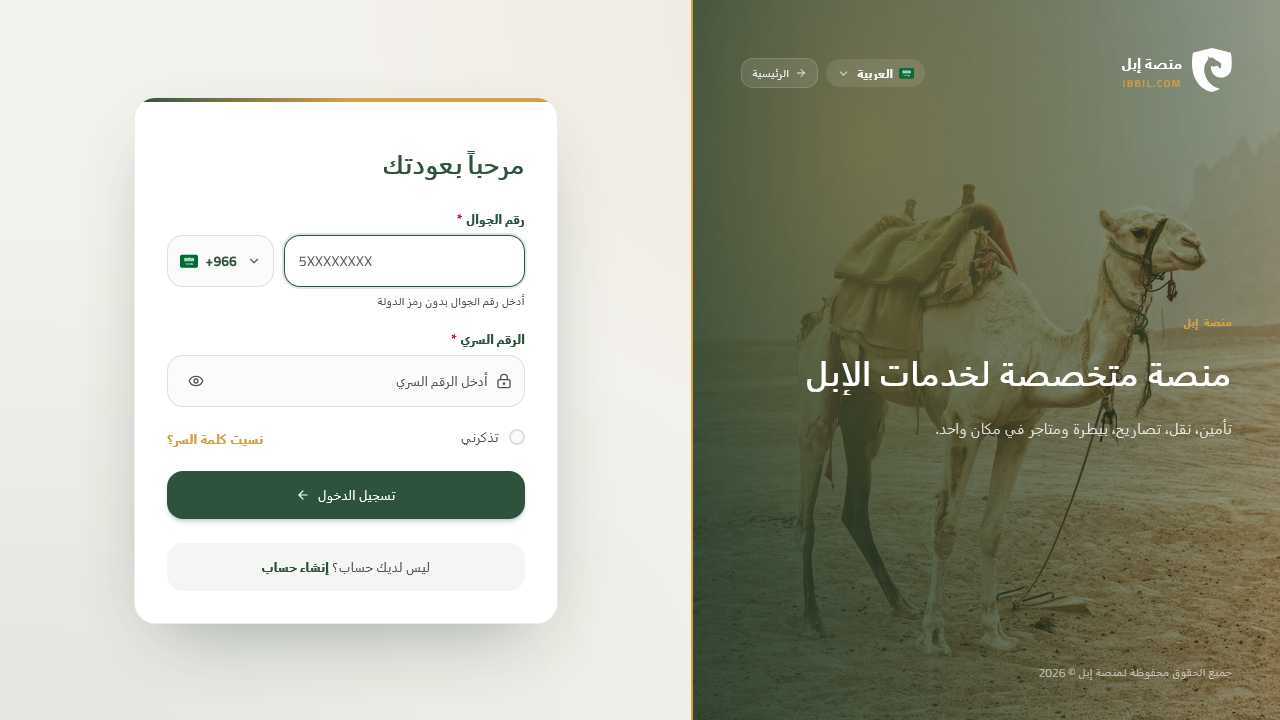 منصة إبل
IBBIL.COM
العربية
الرئيسية
منصة إبل
منصة متخصصة لخدمات الإبل
تأمين، نقل، تصاريح، بيطرة ومتاجر في مكان واحد.
جميع الحقوق محفوظة لمنصة إبل © 2026
مرحباً بعودتك
رقم الجوال *
5XXXXXXXX
+966
أدخل رقم الجوال بدون رمز الدولة
الرقم السري *
أدخل الرقم السري
تذكرني
نسيت كلمة السر؟
تسجيل الدخول
ليس لديك حساب؟ إنشاء حساب